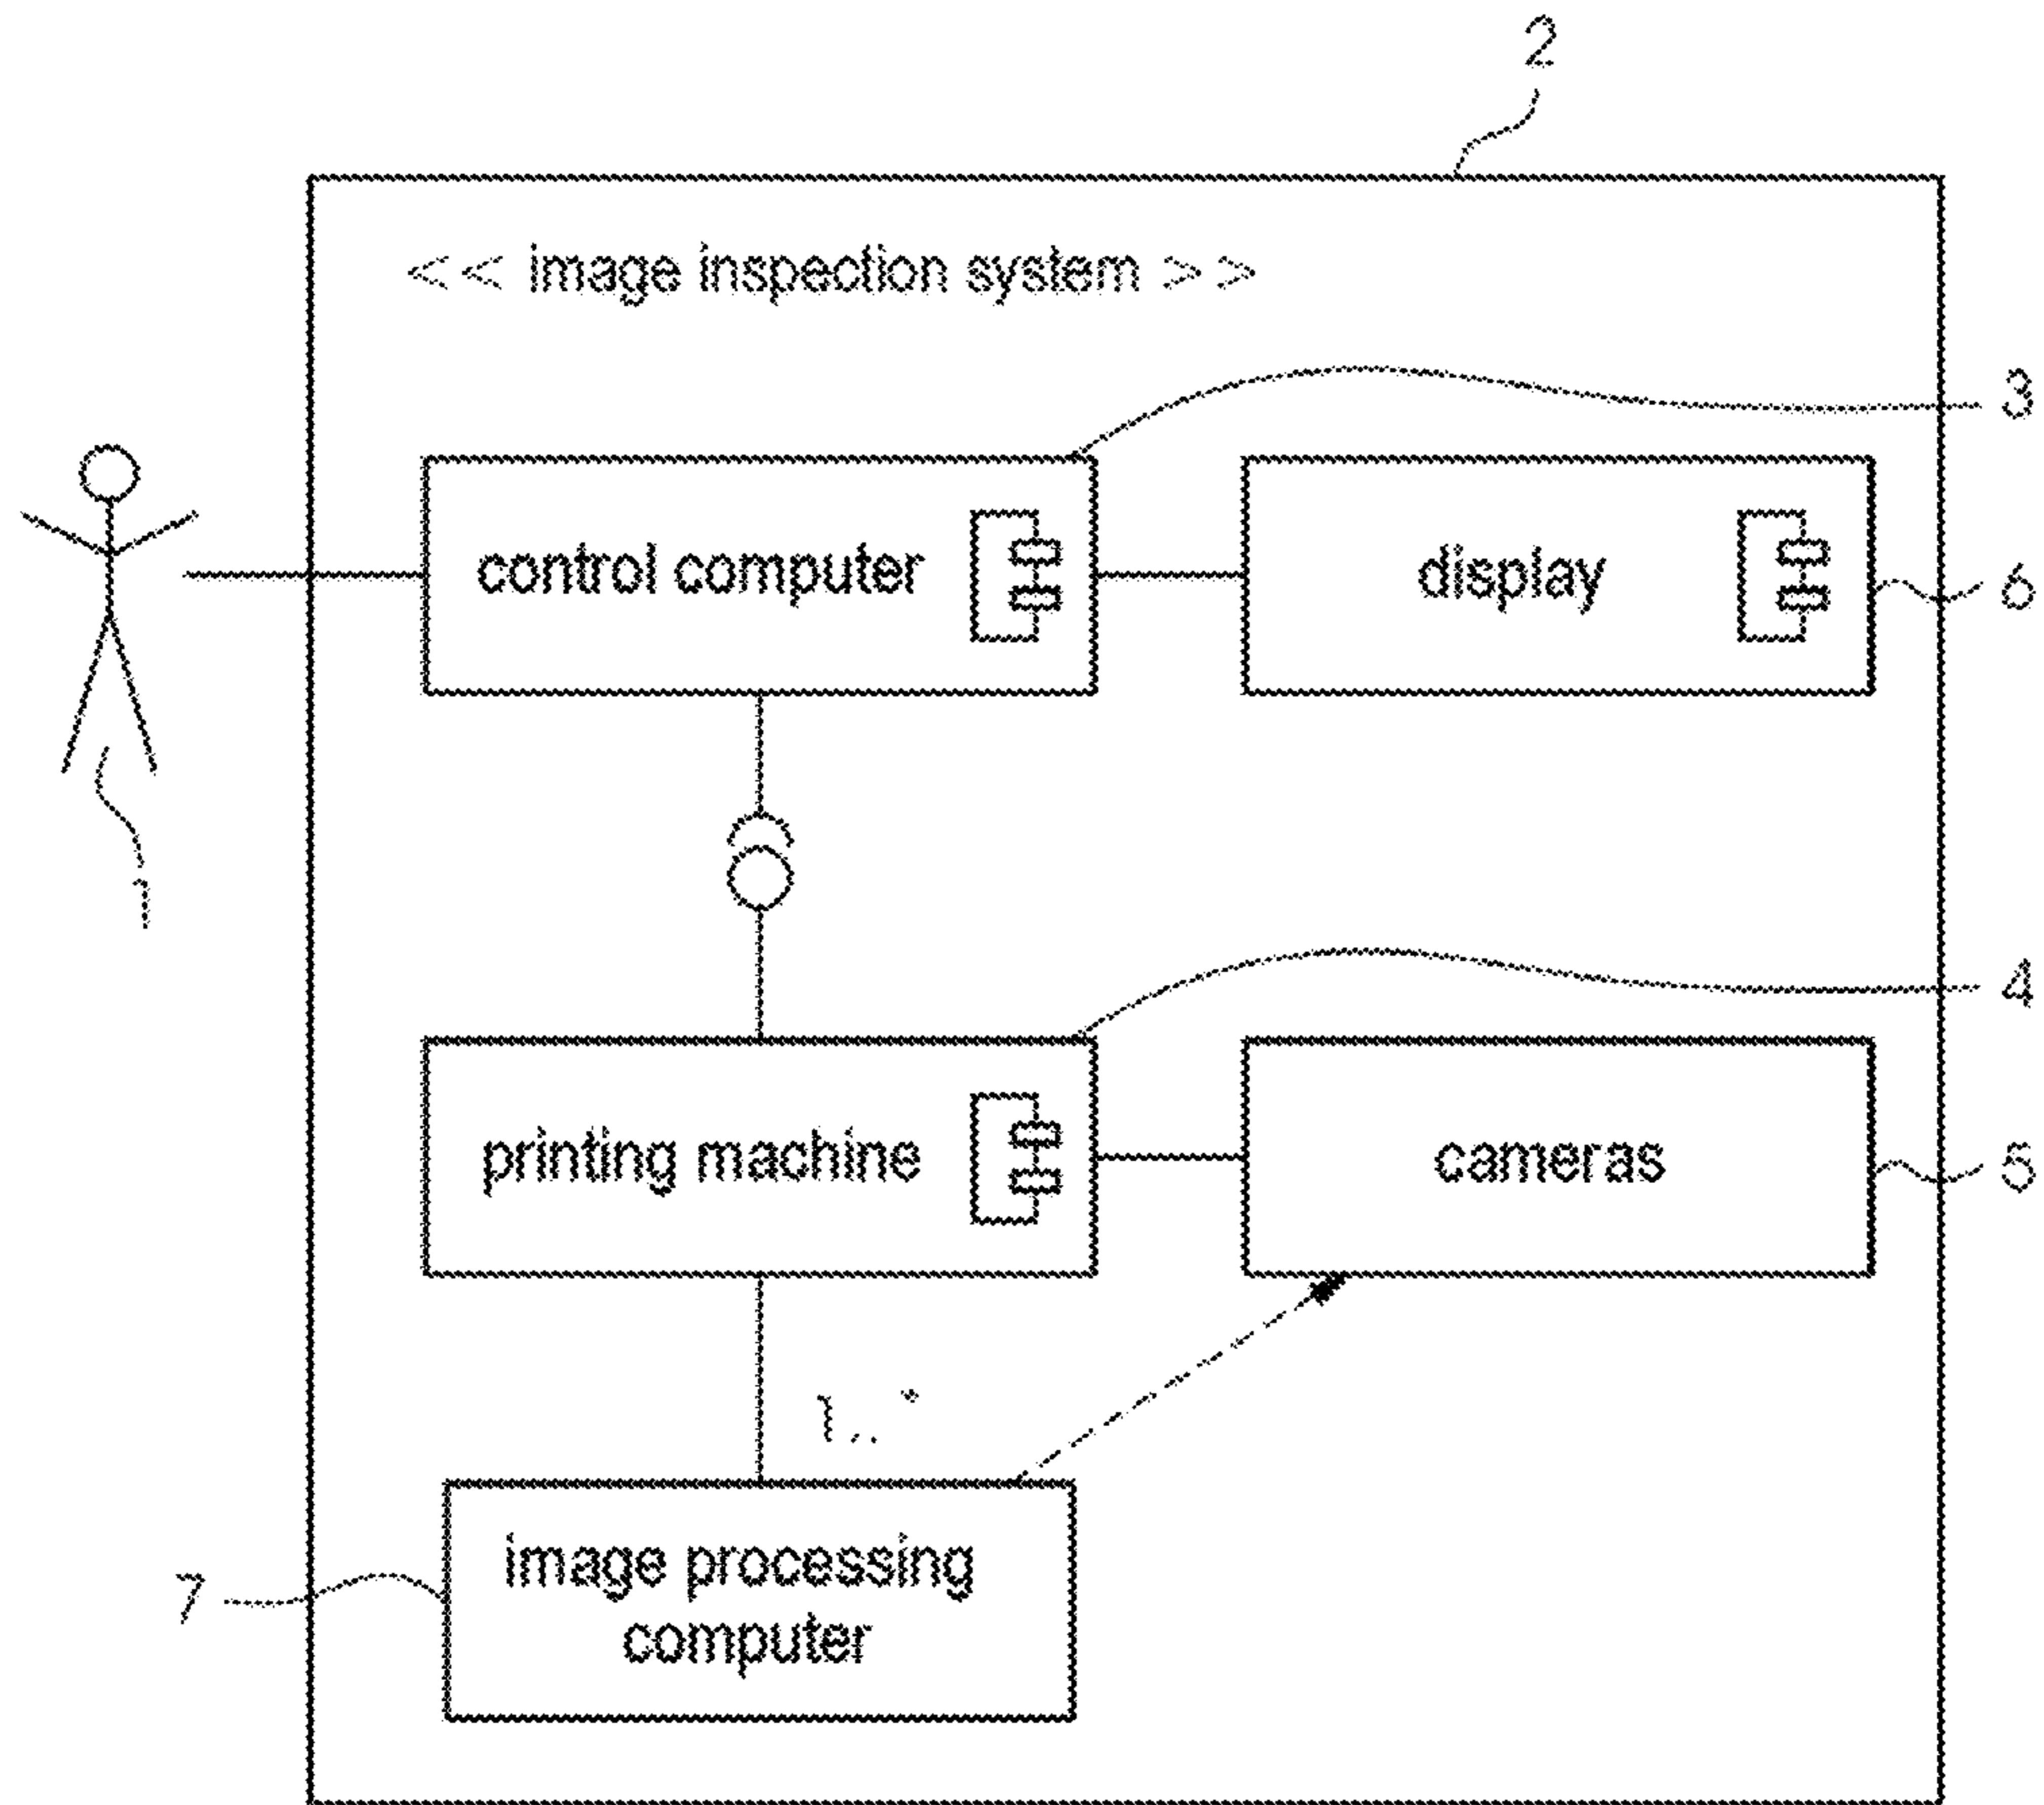 2
<< image inspection system >>
3
control computer
display
6
1
4
printing machine
cameras
5
1..*
image processing
computer
7